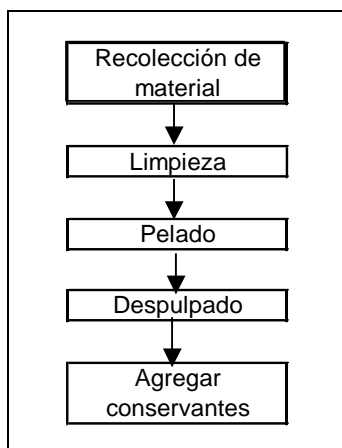 Recolección de
material
Limpieza
Pelado
Despulpado
Agregar
conservantes